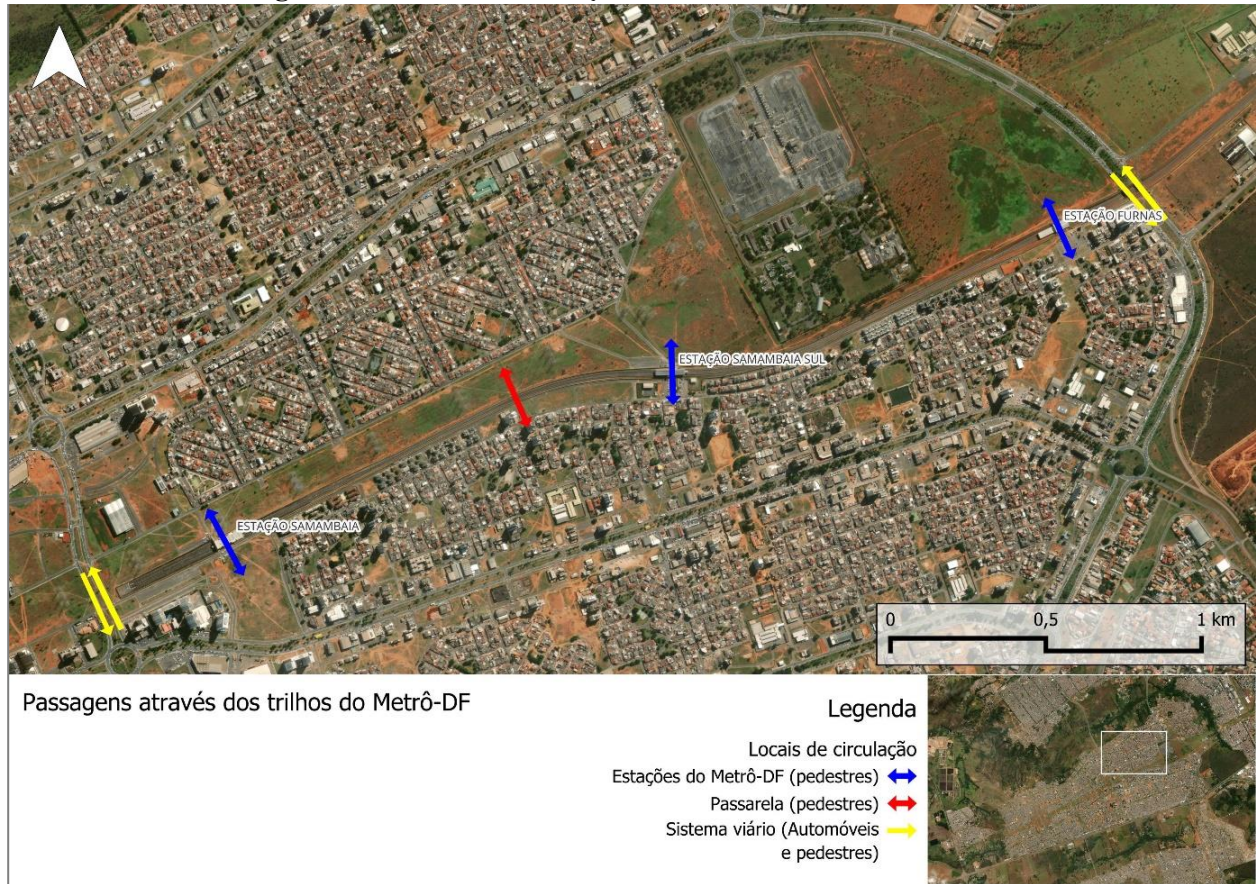 ESTAÇÃO FURNAS
ESTAÇÃO SAMAMBAIA SUL
ESTAÇÃO SAMAMBAIA
0 0,5 1 km
Passagens através dos trilhos do Metrô-DF
Legenda
Locais de circulação
Estações do Metrô-DF (pedestres)
Passarela (pedestres)
Sistema viário (Automóveis
e pedestres)